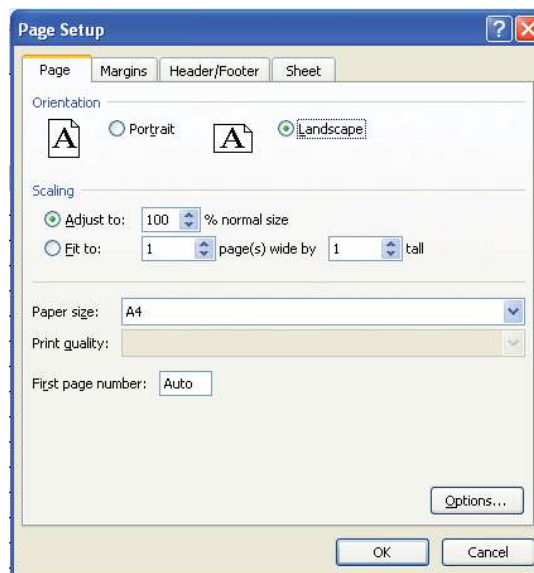 Page Setup
Page Margins Header/Footer Sheet
Orientation
A Portrait A Landscape
Scaling
Adjust to: 100 % normal size
Fit to: 1 page(s) wide by 1 tall
Paper size: A4
Print quality:
First page number: Auto
Options...
OK Cancel